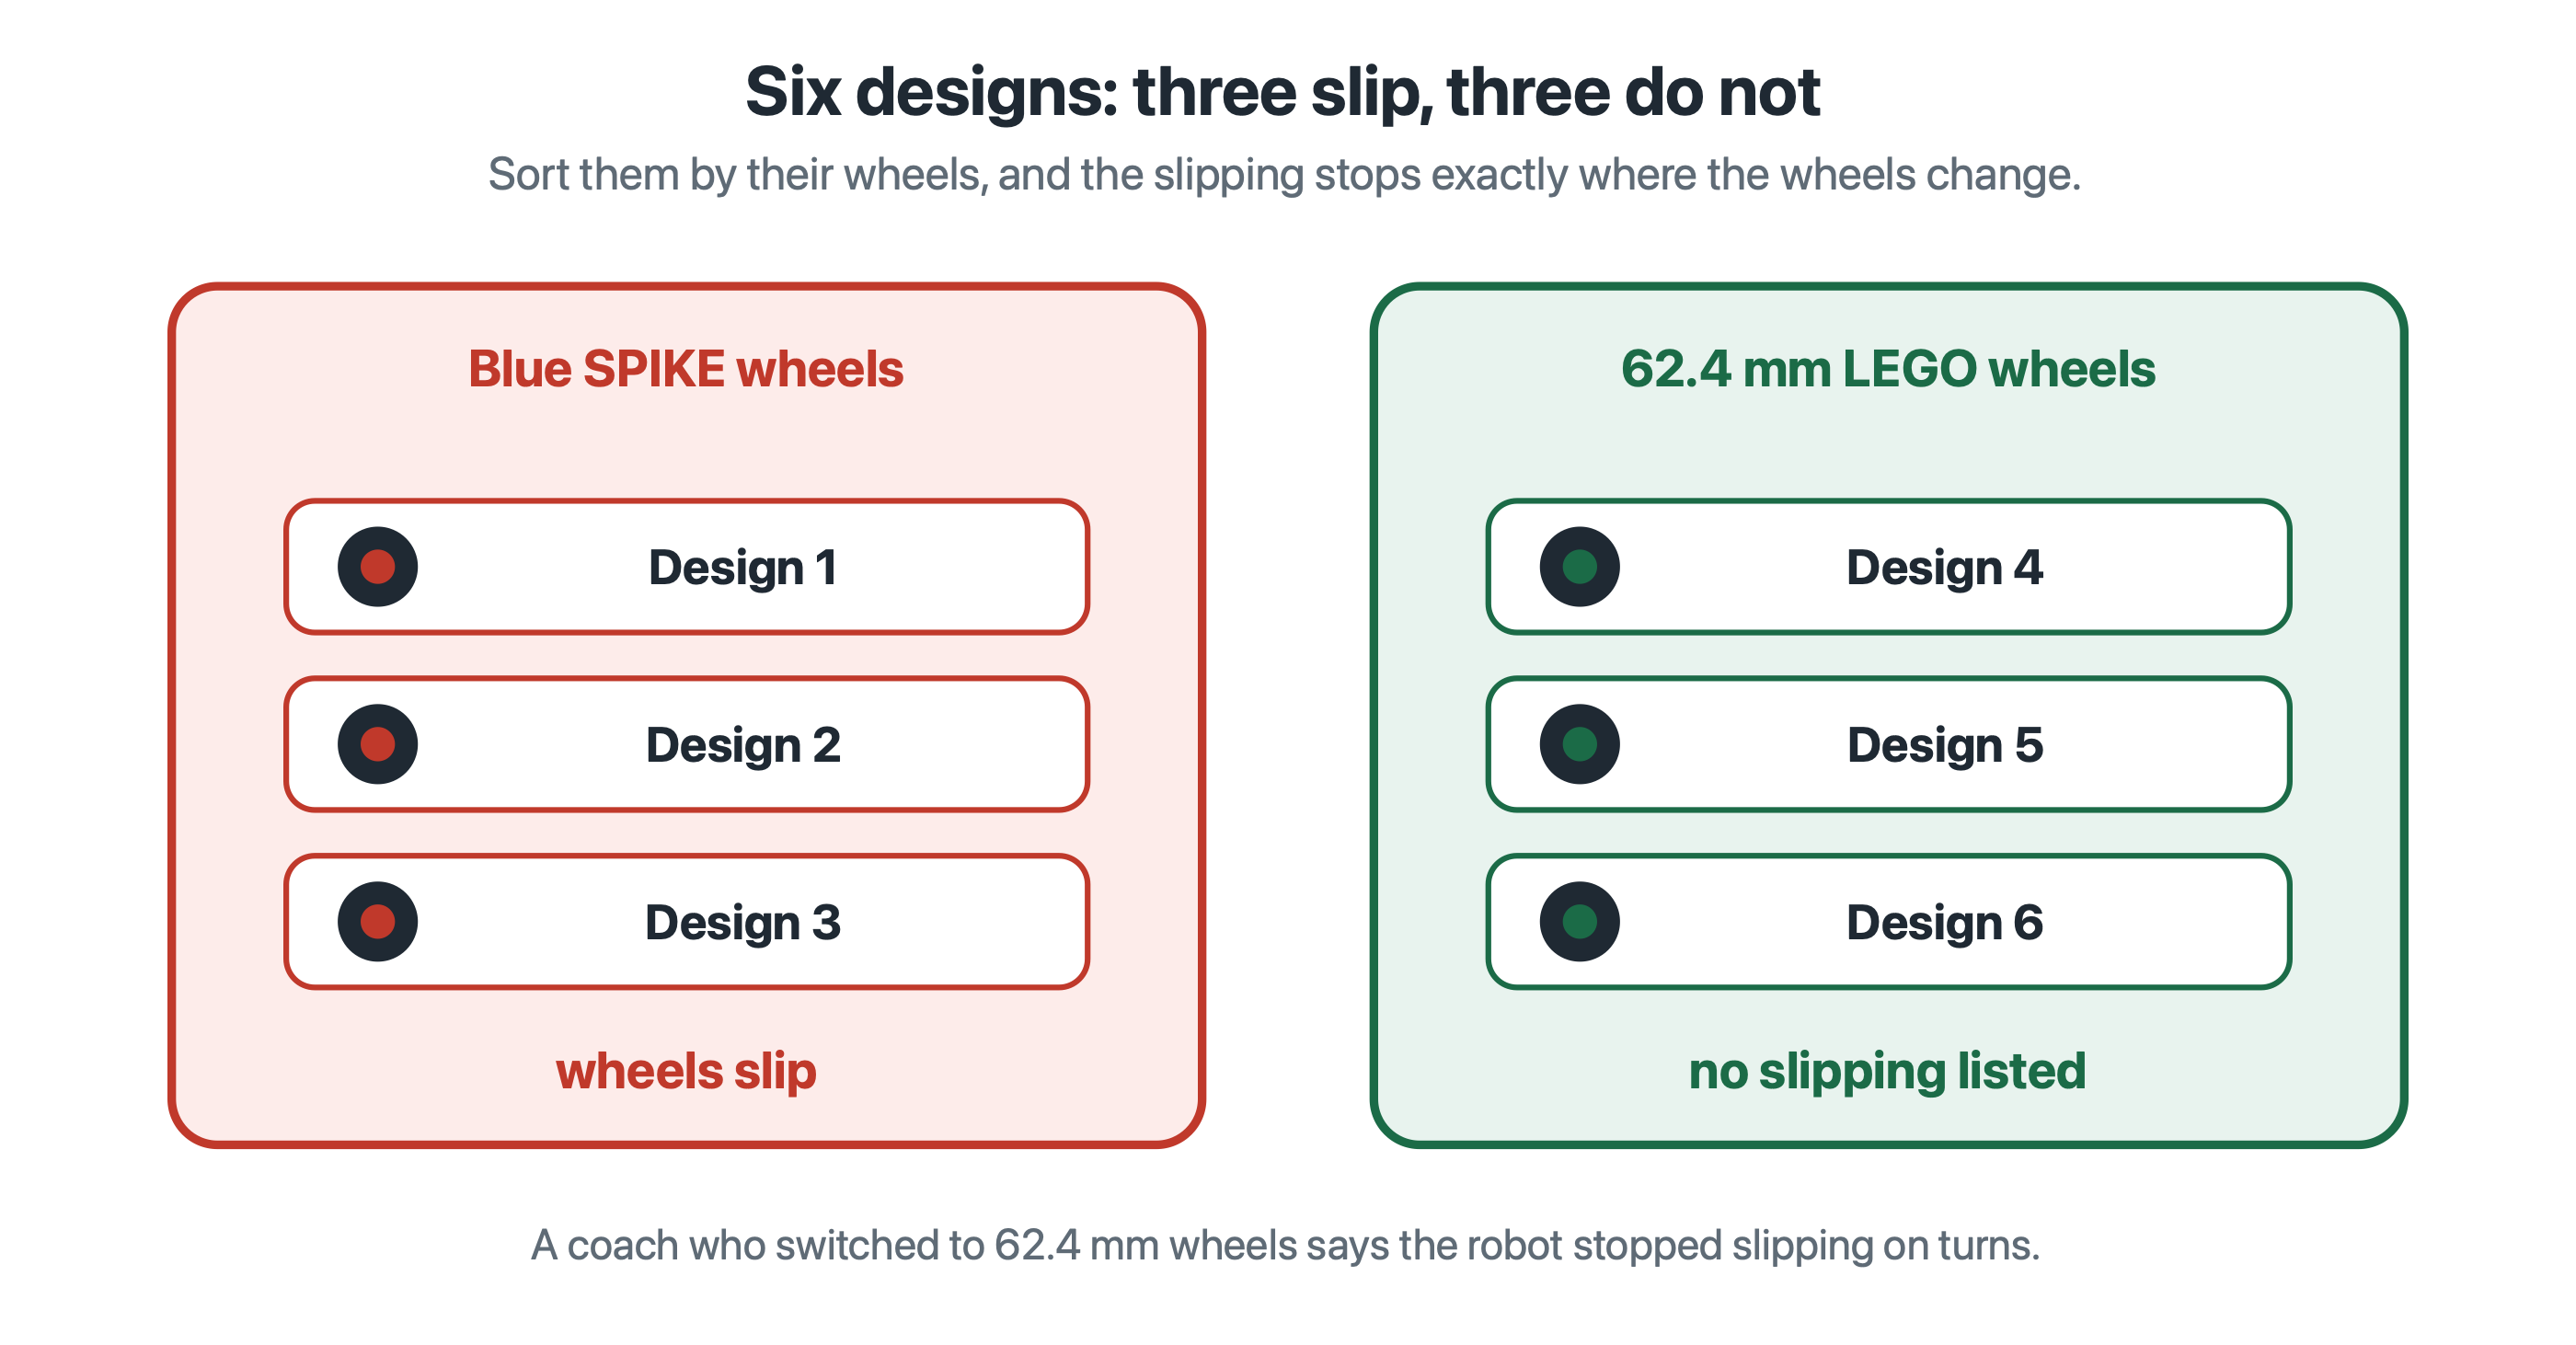 Six designs: three slip, three do not
Sort them by their wheels, and the slipping stops exactly where the wheels change.
Blue SPIKE wheels
Design 1
Design 2
Design 3
wheels slip
62.4 mm LEGO wheels
Design 4
Design 5
Design 6
no slipping listed
A coach who switched to 62.4 mm wheels says the robot stopped slipping on turns.